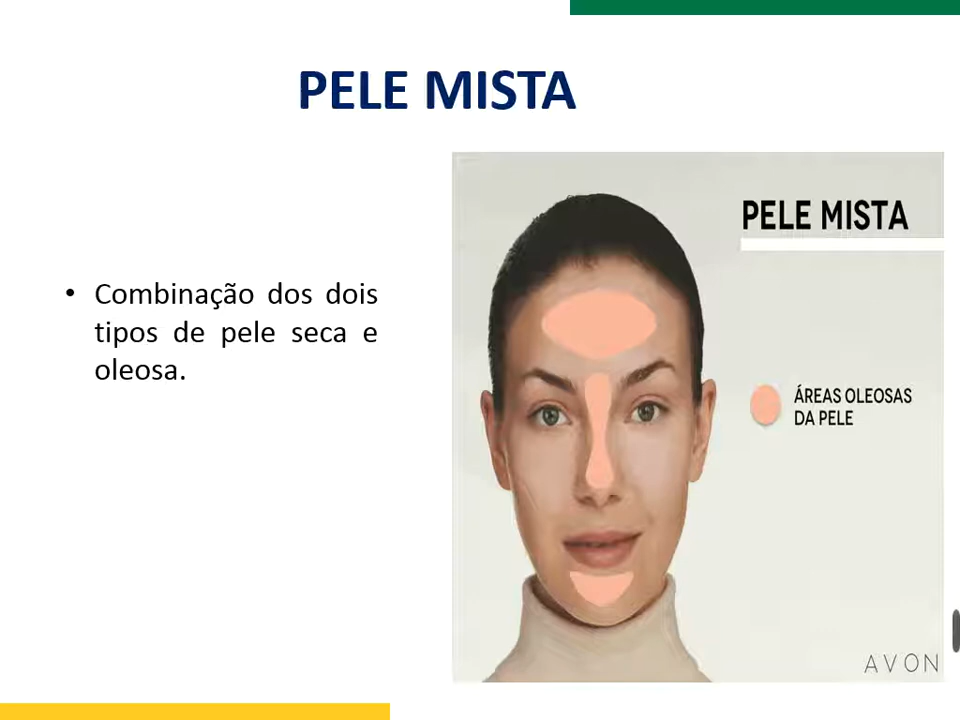 PELE MISTA
• Combinação dos dois
tipos de pele seca e
oleosa.
PELE MISTA
ÁREAS OLEOSAS
DA PELE
AVON